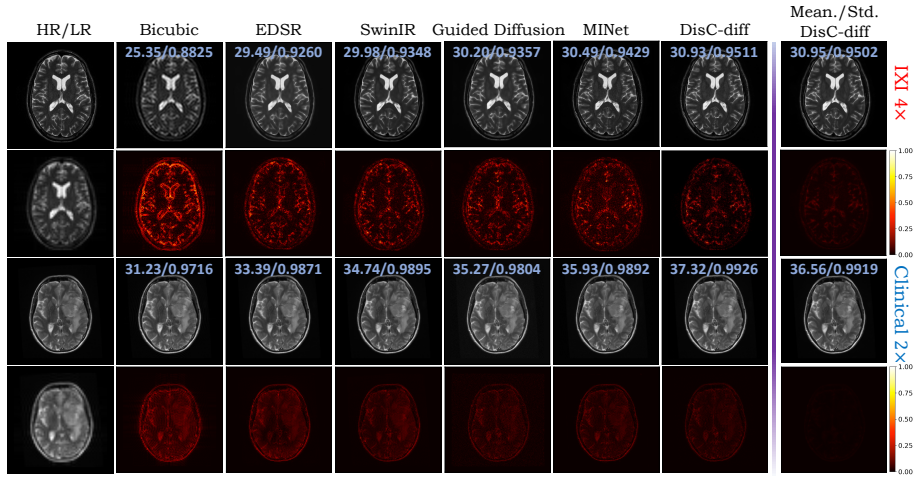 HR/LR Bicubic EDSR SwinIR Guided Diffusion MINet DisC-diff Mean./Std. DisC-diff
25.35/0.8825 29.49/0.9260 29.98/0.9348 30.20/0.9357 30.49/0.9429 30.93/0.9511 30.95/0.9502
IXI 4×
1.00
0.75
0.50
0.25
0.00
31.23/0.9716 33.39/0.9871 34.74/0.9895 35.27/0.9804 35.93/0.9892 37.32/0.9926 36.56/0.9919
Clinical 2×
1.00
0.75
0.50
0.25
0.00